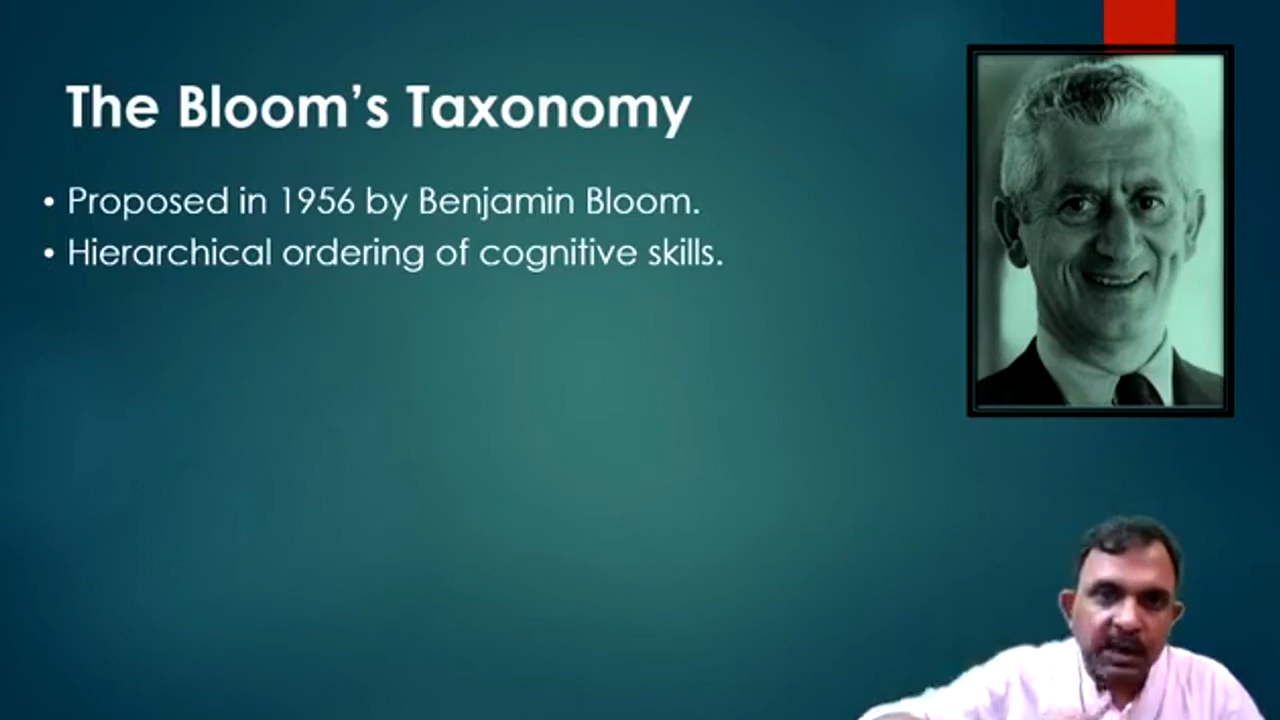 The Bloom’s Taxonomy
• Proposed in 1956 by Benjamin Bloom.
• Hierarchical ordering of cognitive skills.